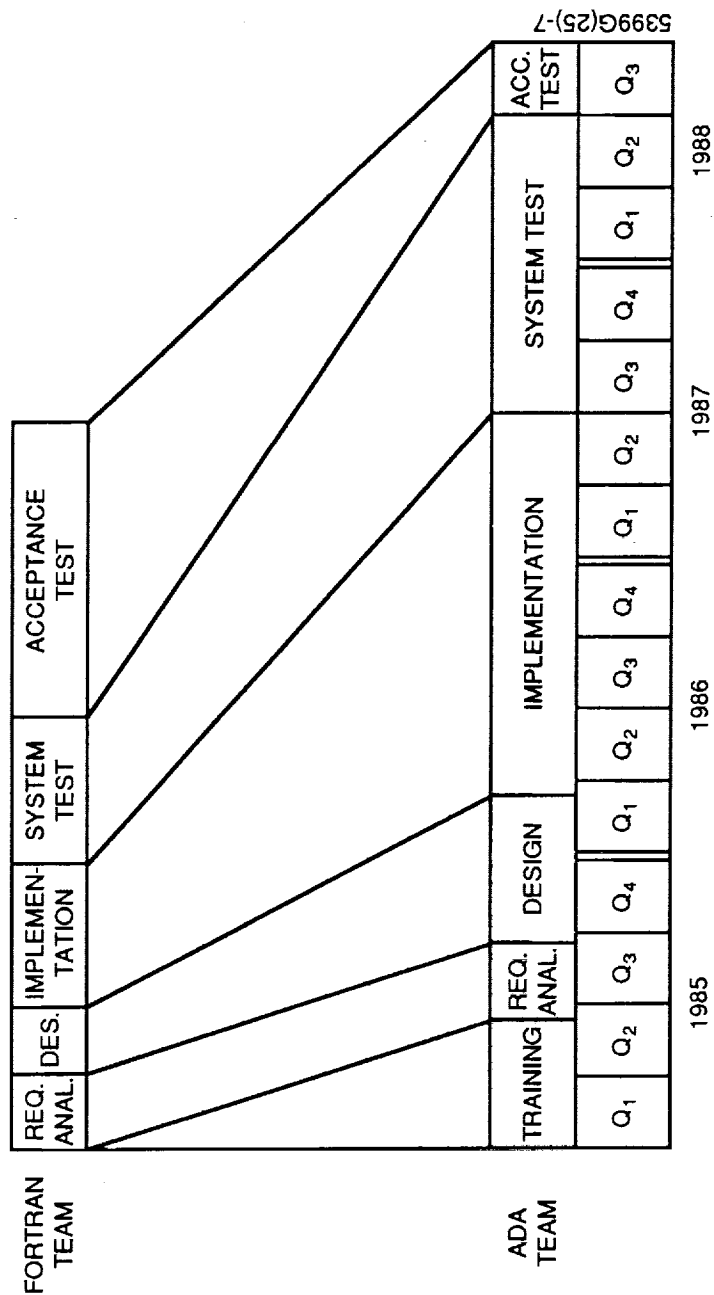 FORTRAN
TEAM
REQ.
ANAL.
DES.
IMPLEMEN-
TATION
SYSTEM
TEST
ACCEPTANCE
TEST
ADA
TEAM
TRAINING
REQ.
ANAL.
DESIGN
IMPLEMENTATION
SYSTEM TEST
ACC.
TEST
Q1 Q2 Q3 Q4 Q1 Q2 Q3 Q4 Q1 Q2 Q3 Q4 Q1 Q2 Q3
1985 1986 1987 1988
5399G(25)-7